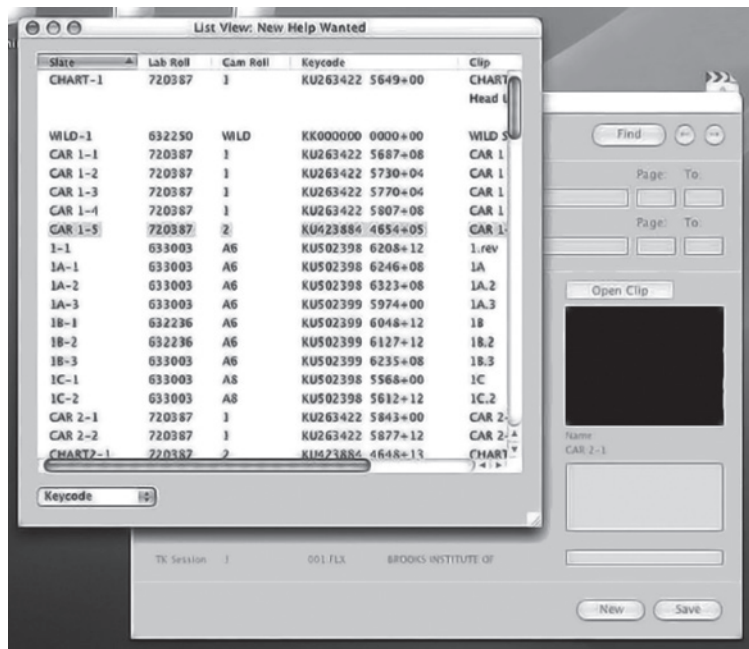 List View: New Help Wanted
Slate Lab Roll Cam Roll Keycode Clip
CHART-1 720387 1 KU263422 5649+00 CHART
Head
WILD-1 632250 WILD KK000000 0000+00 WILD S
CAR 1-1 720387 1 KU263422 5687+08 CAR 1
CAR 1-2 720387 1 KU263422 5730+04 CAR 1
CAR 1-3 720387 1 KU263422 5770+04 CAR 1
CAR 1-4 720387 1 KU263422 5807+08 CAR 1
CAR 1-5 720387 2 KU423884 4654+05 CAR 1-
1-1 633003 A6 KU502398 6208+12 1.rev
1A-1 633003 A6 KU502398 6246+08 1A
1A-2 633003 A6 KU502398 6323+08 1A.2
1A-3 633003 A6 KU502399 5974+00 1A.3
1B-1 632236 A6 KU502399 6048+12 1B
1B-2 632236 A6 KU502399 6127+12 1B.2
1B-3 633003 A6 KU502399 6235+08 1B.3
1C-1 633003 A8 KU502398 5568+00 1C
1C-2 633003 A8 KU502398 5612+12 1C.2
CAR 2-1 720387 1 KU263422 5843+00 CAR 2-
CAR 2-2 720387 1 KU263422 5877+12 CAR 2-
CHART2-1 720387 2 KU423884 4648+13 CHART
Keycode
Find
Page: To:
Page: To:
Open Clip
Name
CAR 2-1
TK Session 1 001.FLX BROOKS INSTITUTE OF
New Save